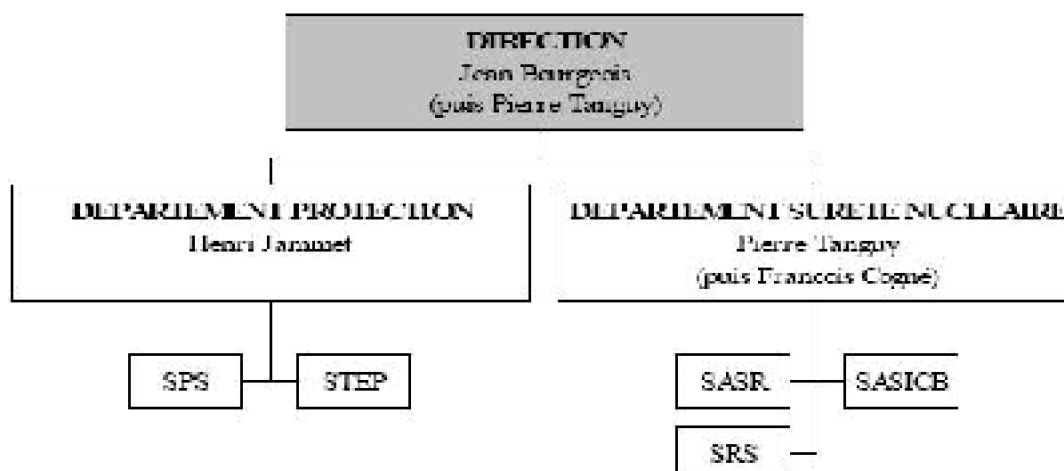 DIRECTION
Jean Bourgeois
(puis Pierre Tanguy)
DEPARTEMENT PROTECTION
Henri Jammet
DEPARTEMENT SURETE NUCLEAIRE
Pierre Tanguy
(puis Francois Cogné)
SPS
STEP
SASR
SASICB
SRS